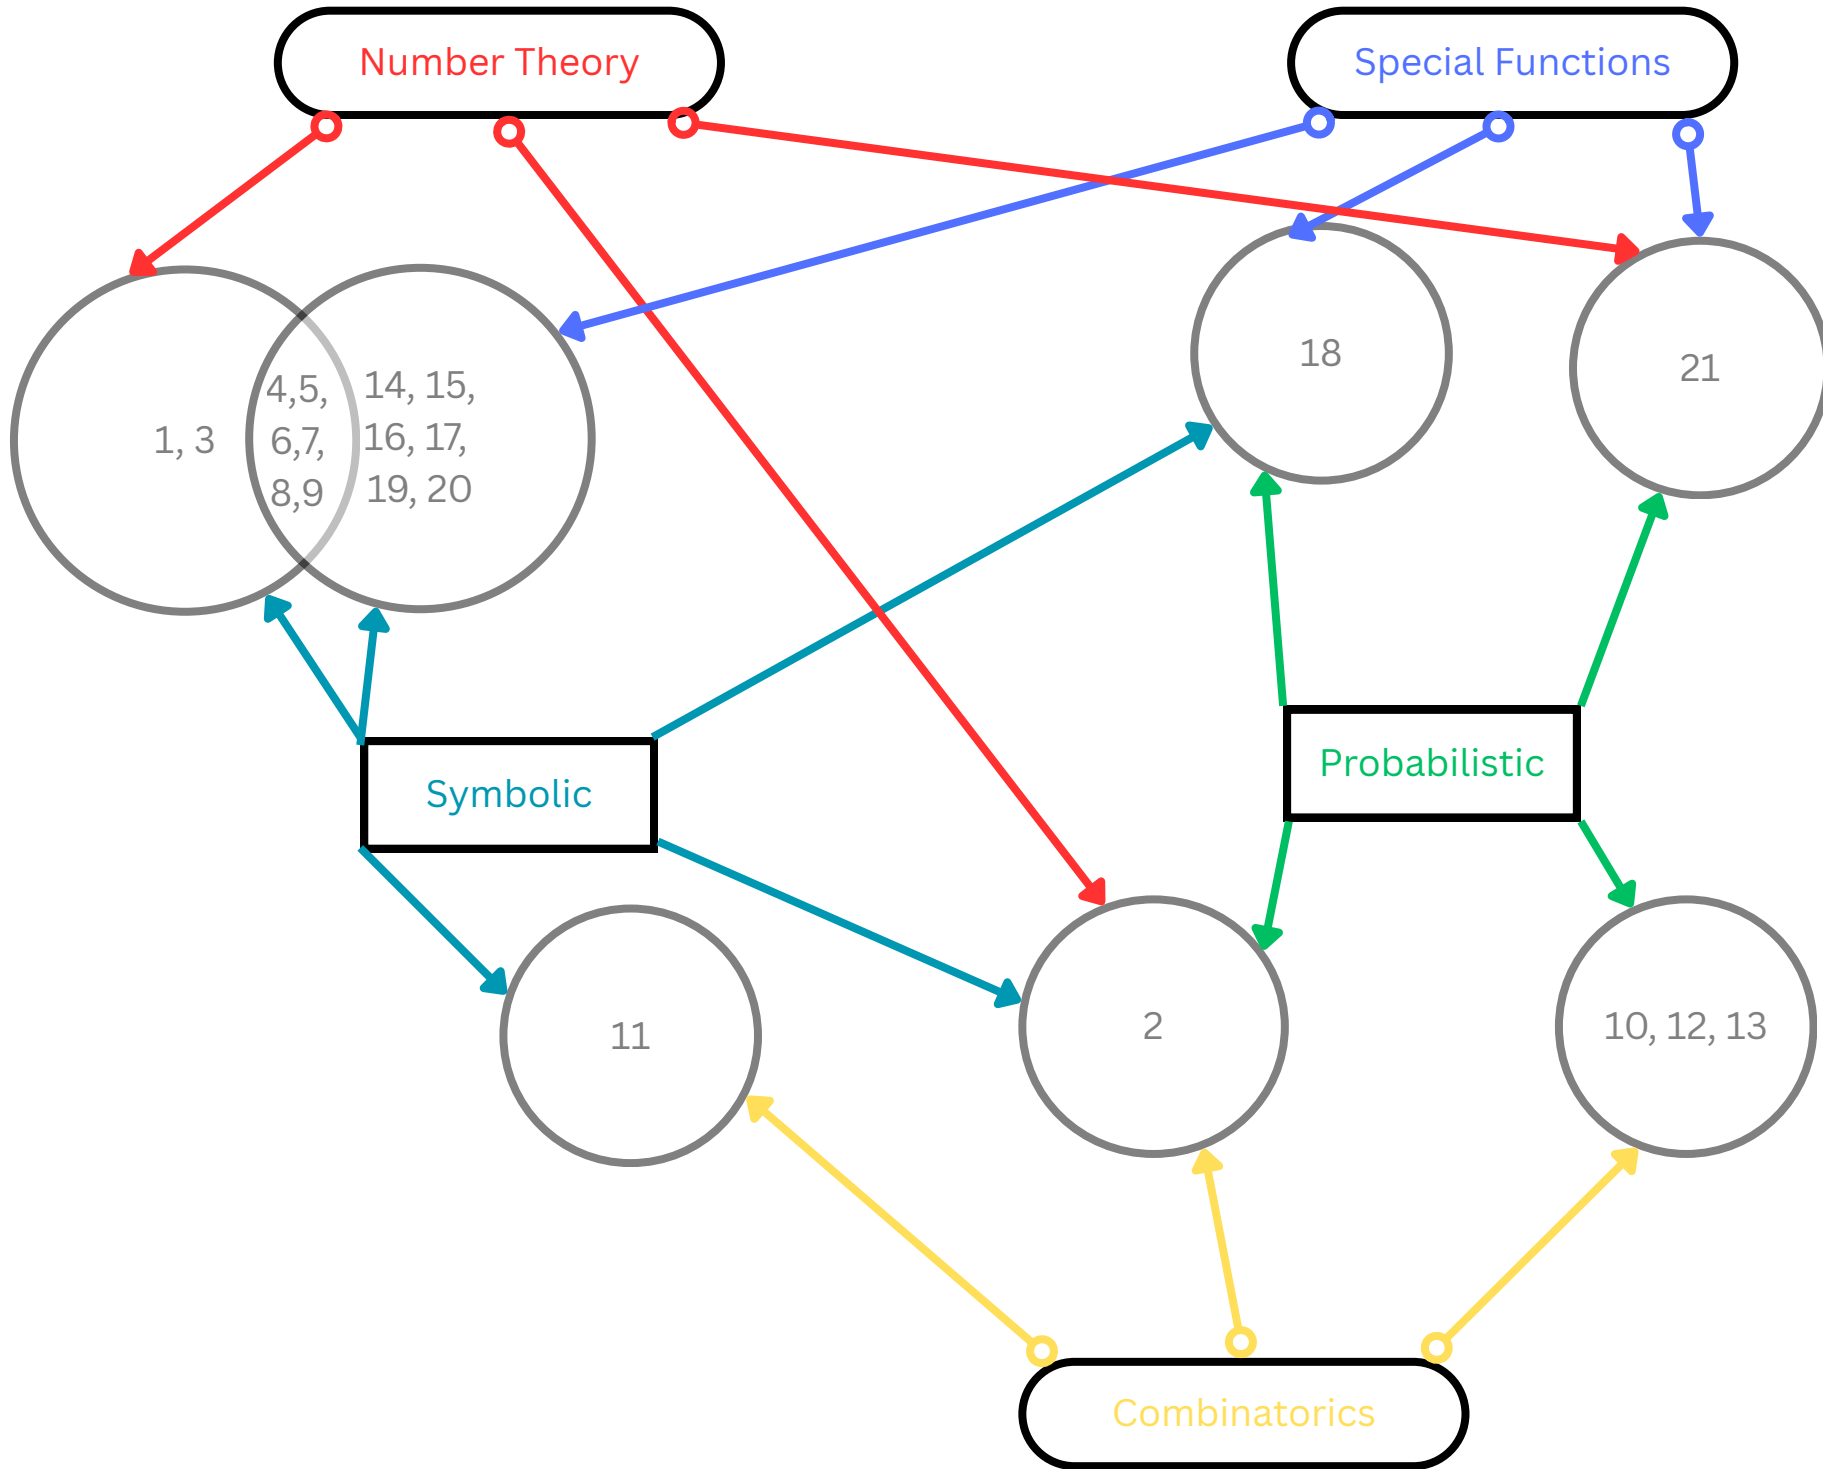 Number Theory
Special Functions
1, 3
4,5,
6,7,
8,9
14, 15,
16, 17,
19, 20
18
21
Symbolic
Probabilistic
11
2
10, 12, 13
Combinatorics